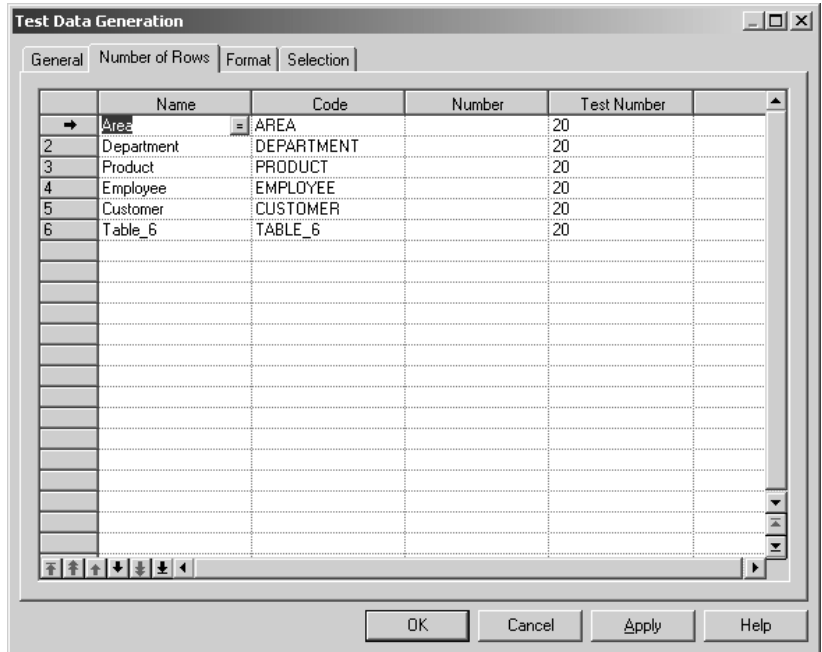 Test Data Generation
General Number of Rows Format Selection
Name Code Number Test Number
Area = AREA 20
2 Department DEPARTMENT 20
3 Product PRODUCT 20
4 Employee EMPLOYEE 20
5 Customer CUSTOMER 20
6 Table_6 TABLE_6 20
OK Cancel Apply Help